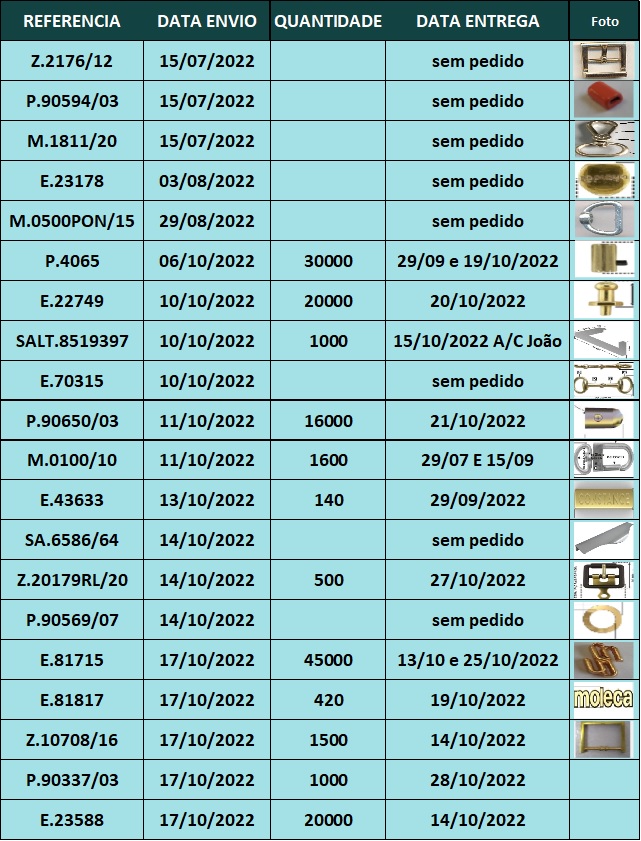 REFERENCIA DATA ENVIO QUANTIDADE DATA ENTREGA Foto
Z.2176/12 15/07/2022 sem pedido
P.90594/03 15/07/2022 sem pedido
M.1811/20 15/07/2022 sem pedido
E.23178 03/08/2022 sem pedido
M.0500PON/15 29/08/2022 sem pedido
P.4065 06/10/2022 30000 29/09 e 19/10/2022
E.22749 10/10/2022 20000 20/10/2022
SALT.8519397 10/10/2022 1000 15/10/2022 A/C João
E.70315 10/10/2022 sem pedido
P.90650/03 11/10/2022 16000 21/10/2022
M.0100/10 11/10/2022 1600 29/07 E 15/09
E.43633 13/10/2022 140 29/09/2022
SA.6586/64 14/10/2022 sem pedido
Z.20179RL/20 14/10/2022 500 27/10/2022
P.90569/07 14/10/2022 sem pedido
E.81715 17/10/2022 45000 13/10 e 25/10/2022
E.81817 17/10/2022 420 19/10/2022 moleca
Z.10708/16 17/10/2022 1500 14/10/2022
P.90337/03 17/10/2022 1000 28/10/2022
E.23588 17/10/2022 20000 14/10/2022